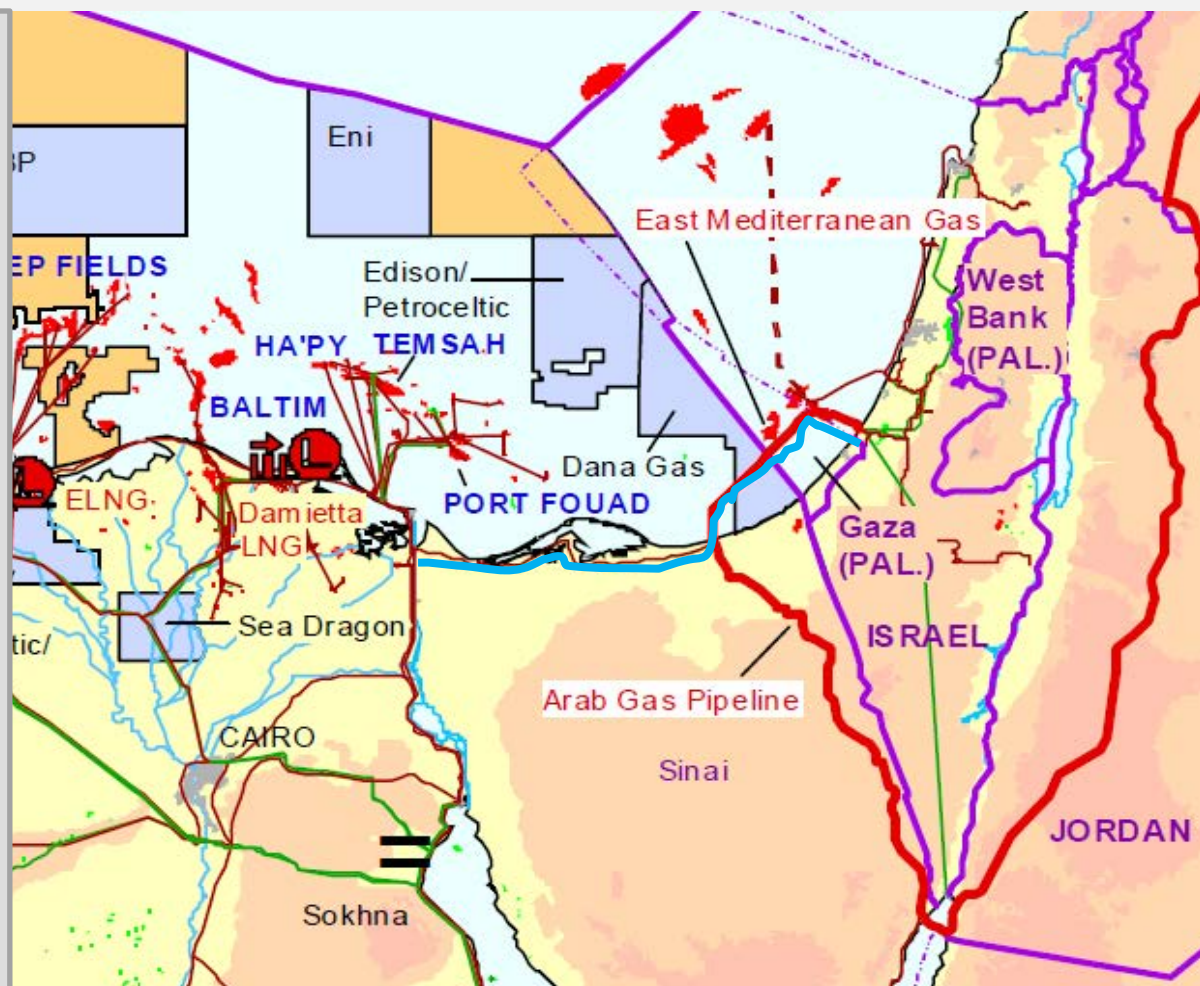 Eni
BP
East Mediterranean Gas
EP FIELDS
Edison/
Petroceltic
West
Bank
(PAL.)
HA'PY
TEMSAH
BALTIM
Dana Gas
ELNG
PORT FOUAD
Damietta
LNG
Gaza
(PAL.)
Sea Dragon
tic/
ISRAEL
Arab Gas Pipeline
CAIRO
Sinai
JORDAN
Sokhna